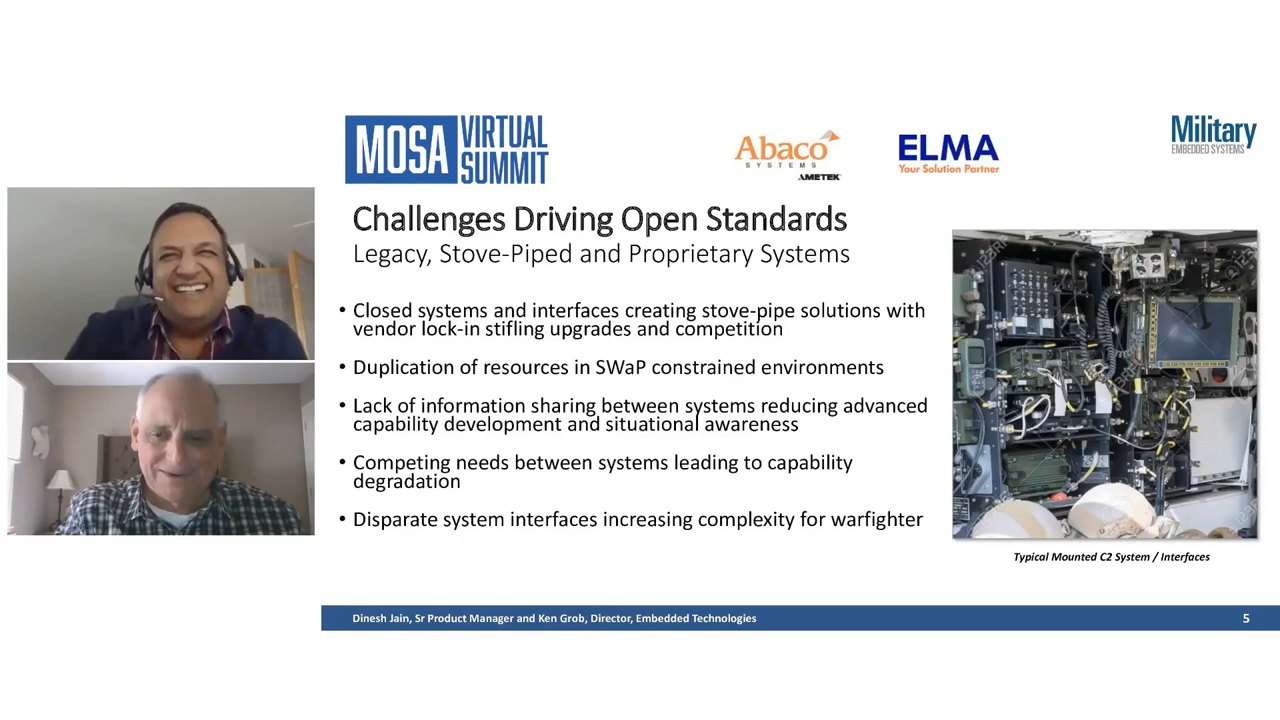 MOSA VIRTUAL
SUMMIT
Abaco
SYSTEMS
AMETEK
ELMA
Your Solution Partner
Military
EMBEDDED SYSTEMS
Challenges Driving Open Standards
Legacy, Stove-Piped and Proprietary Systems
• Closed systems and interfaces creating stove-pipe solutions with
vendor lock-in stifling upgrades and competition
• Duplication of resources in SWaP constrained environments
• Lack of information sharing between systems reducing advanced
capability development and situational awareness
• Competing needs between systems leading to capability
degradation
• Disparate system interfaces increasing complexity for warfighter
Typical Mounted C2 System / Interfaces
Dinesh Jain, Sr Product Manager and Ken Grob, Director, Embedded Technologies
5